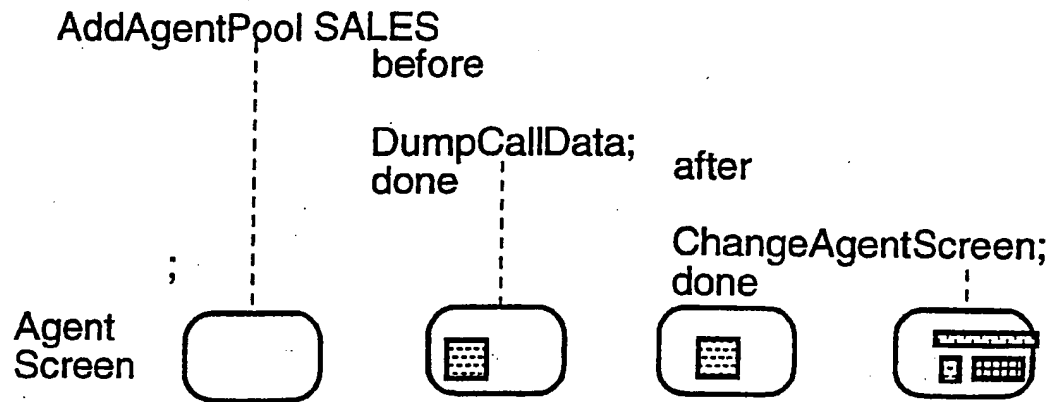 AddAgentPool SALES
before
DumpCallData;
done
after
ChangeAgentScreen;
done
;
Agent
Screen